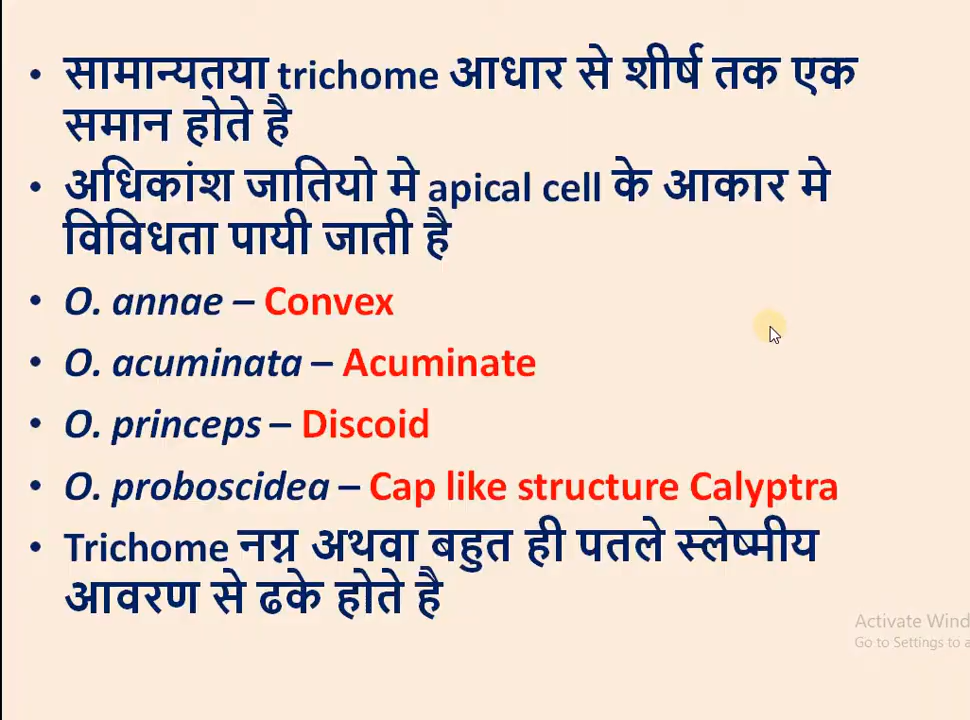 • सामान्यतया trichome आधार से शीर्ष तक एक
समान होते है
• अधिकांश जातियो मे apical cell के आकार मे
विविधता पायी जाती है
• O. annae – Convex
• O. acuminata – Acuminate
• O. princeps – Discoid
• O. proboscidea – Cap like structure Calyptra
• Trichome नग्न अथवा बहुत ही पतले स्लेष्मीय
आवरण से ढके होते है
Activate Wind
Go to Settings to a